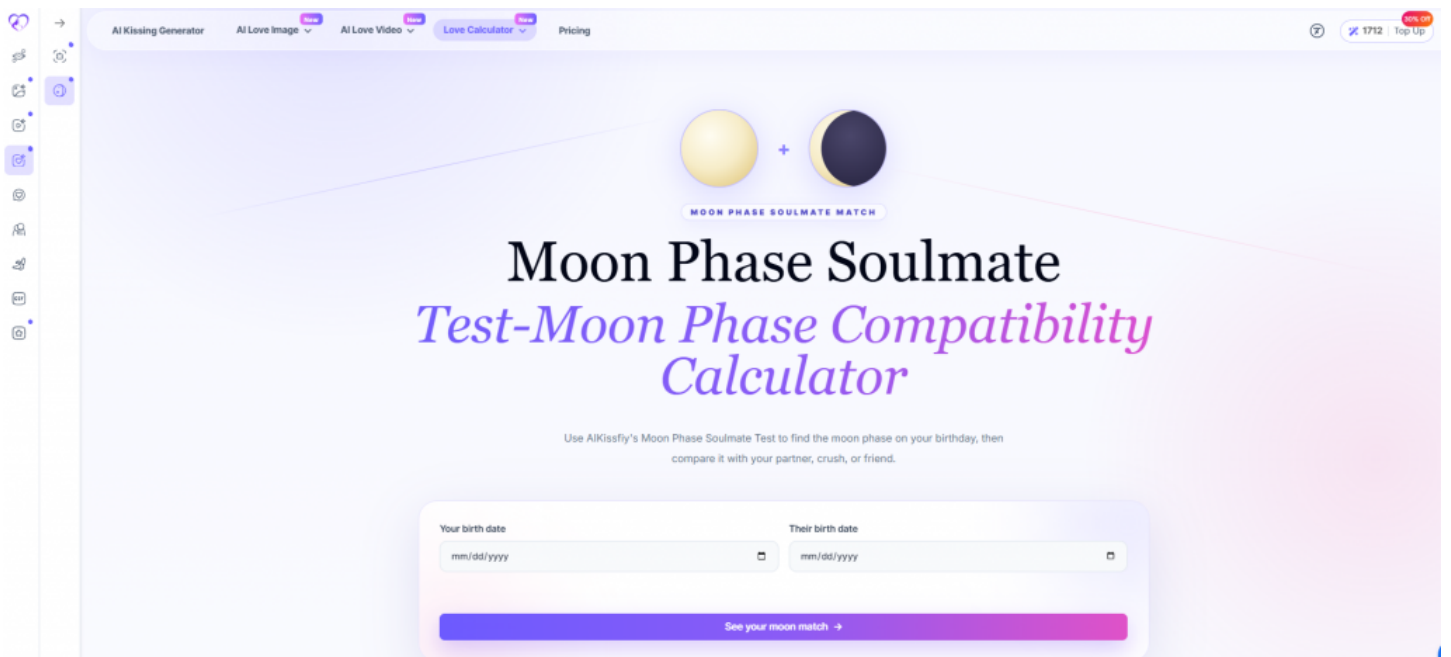 AI Kissing Generator
AI Love Image
New
AI Love Video
New
Love Calculator
New
Pricing
1712
Top Up
30% Off
MOON PHASE SOULMATE MATCH
Moon Phase Soulmate
Test-Moon Phase Compatibility
Calculator
Use AIKissfiy's Moon Phase Soulmate Test to find the moon phase on your birthday, then
compare it with your partner, crush, or friend.
Your birth date
Their birth date
mm/dd/yyyy
mm/dd/yyyy
See your moon match →